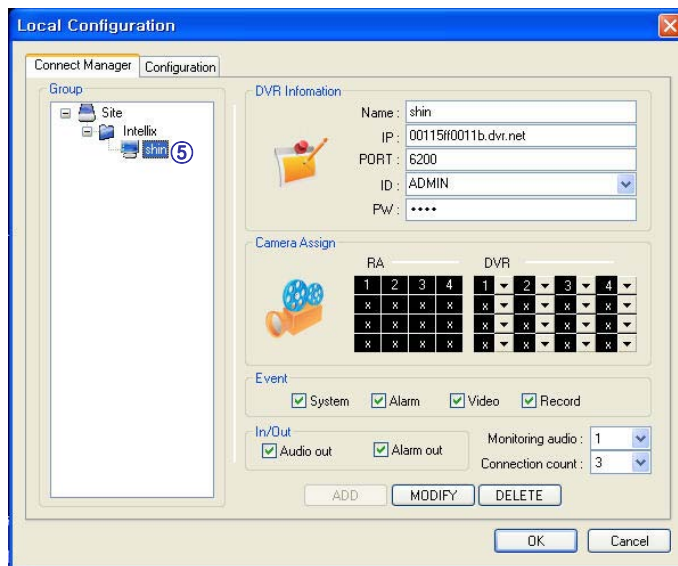 Local Configuration
Connect Manager
Configuration
Group
Site
Intellix
shin
⑤
DVR Infomation
Name : shin
IP : 00115ff0011b.dvr.net
PORT : 6200
ID : ADMIN
PW : ••••
Camera Assign
RA
DVR
1 2 3 4 1 2 3 4
x x x x x x x x
x x x x x x x x
x x x x x x x x
Event
System Alarm Video Record
In/Out
Audio out Alarm out
Monitoring audio : 1
Connection count : 3
ADD MODIFY DELETE
OK Cancel